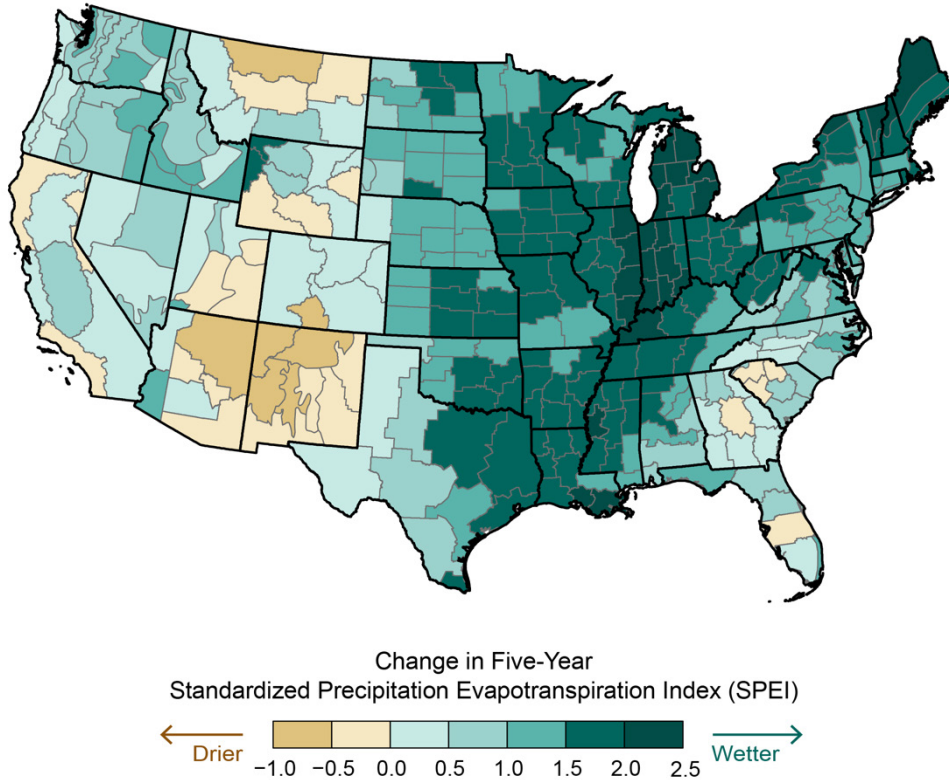 Change in Five-Year
Standardized Precipitation Evapotranspiration Index (SPEI)
Drier
Wetter
−1.0 −0.5 0.0 0.5 1.0 1.5 2.0 2.5